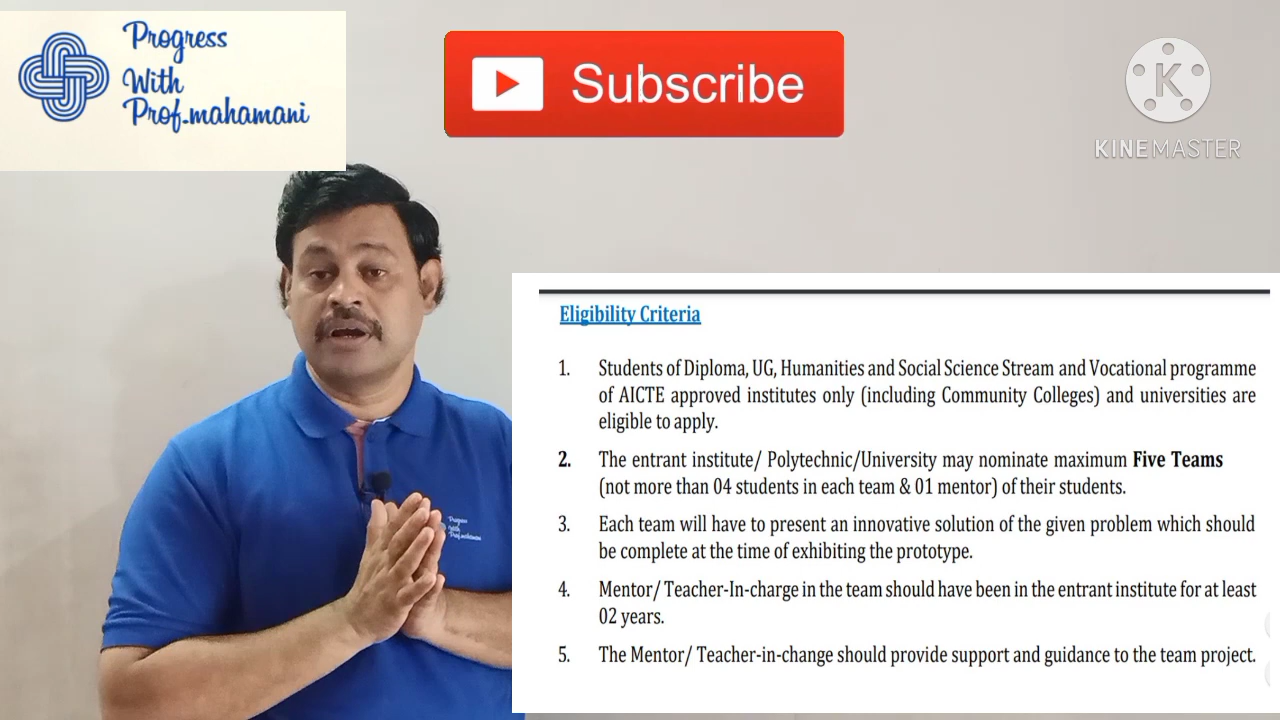 Progress
With
Prof.mahamani
Subscribe
K
KINEMASTER
Eligibility Criteria
1. Students of Diploma, UG, Humanities and Social Science Stream and Vocational programme
of AICTE approved institutes only (including Community Colleges) and universities are
eligible to apply.
2. The entrant institute/ Polytechnic/University may nominate maximum Five Teams
(not more than 04 students in each team & 01 mentor) of their students.
3. Each team will have to present an innovative solution of the given problem which should
be complete at the time of exhibiting the prototype.
4. Mentor/ Teacher-In-charge in the team should have been in the entrant institute for at least
02 years.
5. The Mentor/ Teacher-in-change should provide support and guidance to the team project.
Progress
With
Prof.mahamani